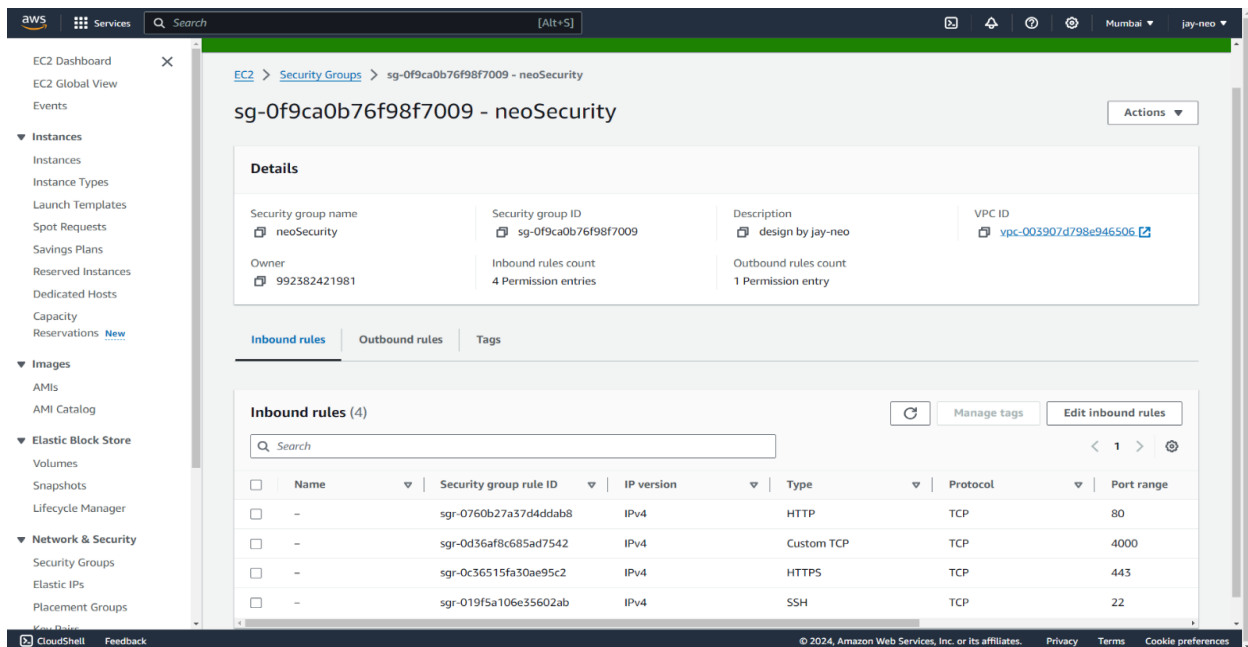 aws Services Search [Alt+S] Mumbai ▼ jay-neo ▼
EC2 Dashboard
EC2 Global View
Events
Instances
Instances
Instance Types
Launch Templates
Spot Requests
Savings Plans
Reserved Instances
Dedicated Hosts
Capacity
Reservations New
Images
AMIs
AMI Catalog
Elastic Block Store
Volumes
Snapshots
Lifecycle Manager
Network & Security
Security Groups
Elastic IPs
Placement Groups
Key Pairs
EC2 > Security Groups > sg-0f9ca0b76f98f7009 - neoSecurity
sg-0f9ca0b76f98f7009 - neoSecurity
Actions ▼
Details
Security group name Security group ID Description VPC ID
neoSecurity sg-0f9ca0b76f98f7009 design by jay-neo vpc-003907d798e946506
Owner Inbound rules count Outbound rules count
992382421981 4 Permission entries 1 Permission entry
Inbound rules Outbound rules Tags
Inbound rules (4) Manage tags Edit inbound rules
Search < 1 >
Name Security group rule ID IP version Type Protocol Port range
– sgr-0760b27a37d4ddab8 IPv4 HTTP TCP 80
– sgr-0d36af8c685ad7542 IPv4 Custom TCP TCP 4000
– sgr-0c36515fa30ae95c2 IPv4 HTTPS TCP 443
– sgr-019f5a106e35602ab IPv4 SSH TCP 22
CloudShell Feedback © 2024, Amazon Web Services, Inc. or its affiliates. Privacy Terms Cookie preferences